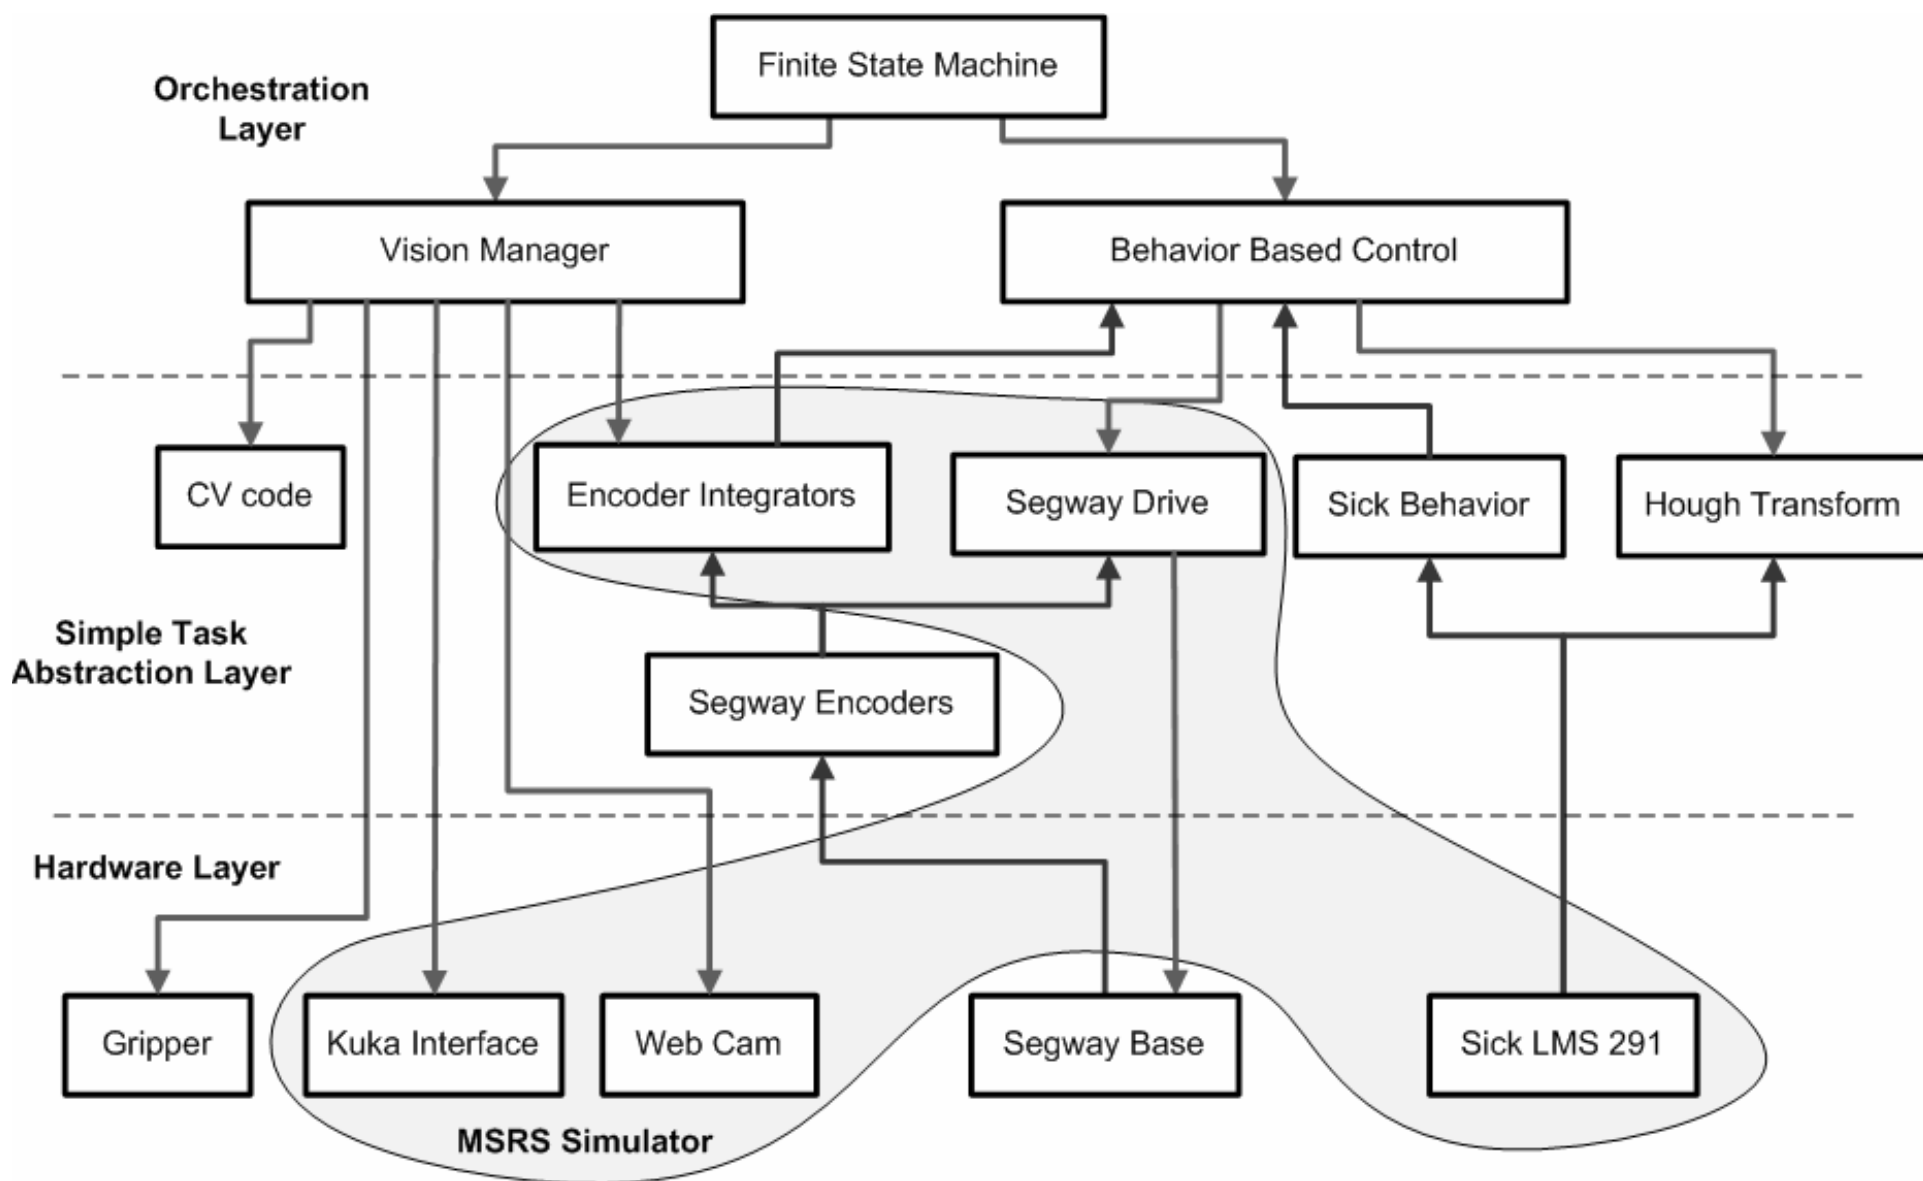 Finite State Machine
Orchestration
Layer
Vision Manager
Behavior Based Control
CV code
Encoder Integrators
Segway Drive
Sick Behavior
Hough Transform
Simple Task
Abstraction Layer
Segway Encoders
Hardware Layer
Gripper
Kuka Interface
Web Cam
Segway Base
Sick LMS 291
MSRS Simulator